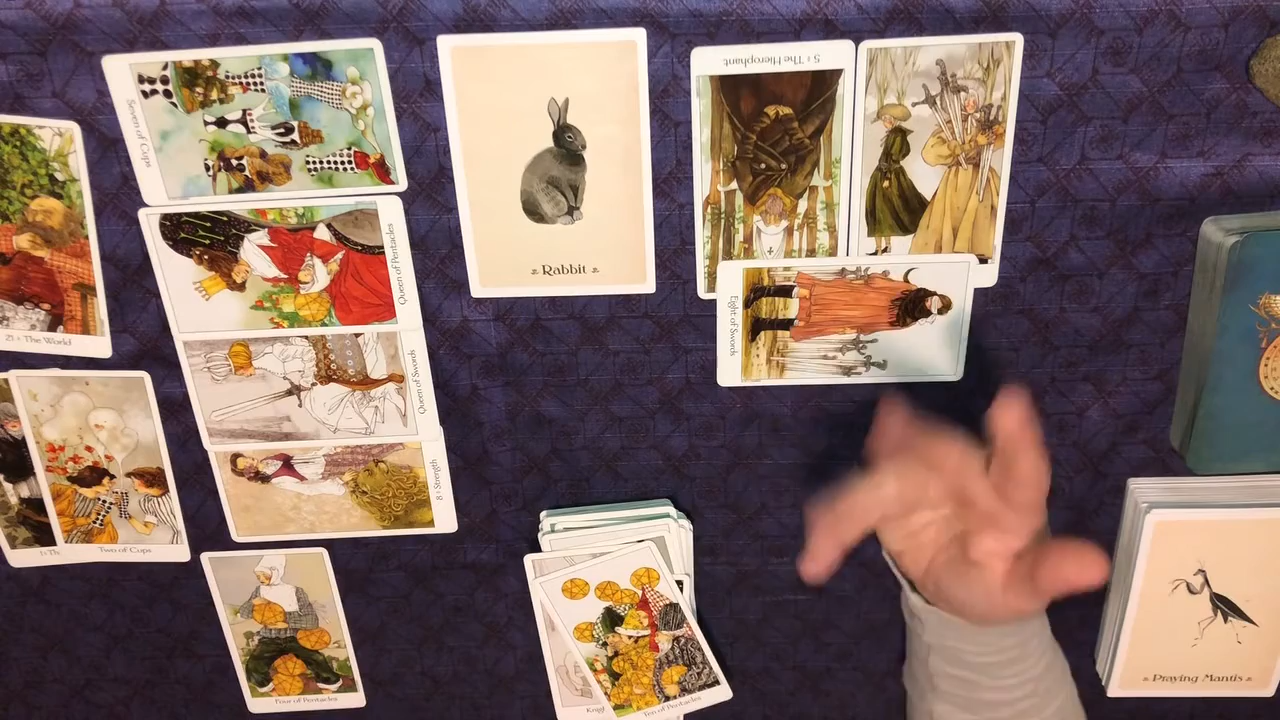 Seven of Cups
Rabbit
5 : The Hierophant
21 : The World
Queen of Pentacles
Eight of Swords
Queen of Swords
8 : Strength
Two of Cups
Four of Pentacles
Ten of Pentacles
Praying Mantis